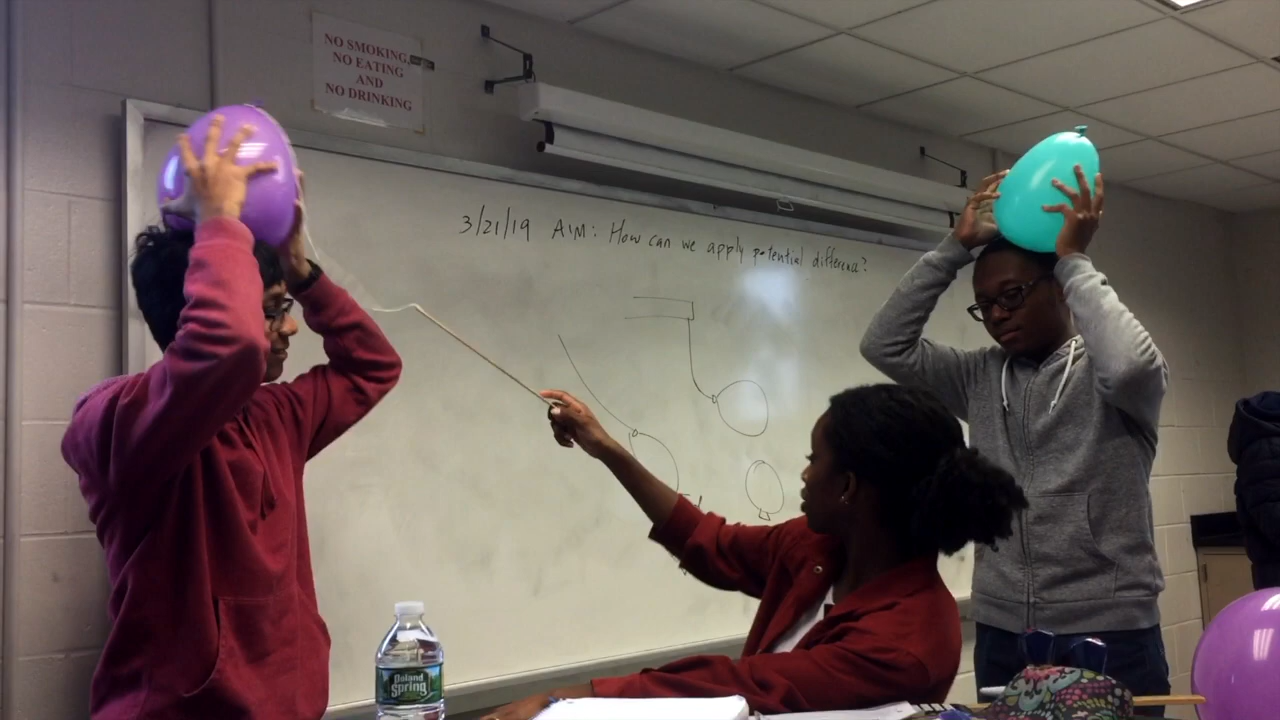 NO SMOKING,
NO EATING
AND
NO DRINKING
3/21/19 AIM: How can we apply potential difference?
Poland
Spring